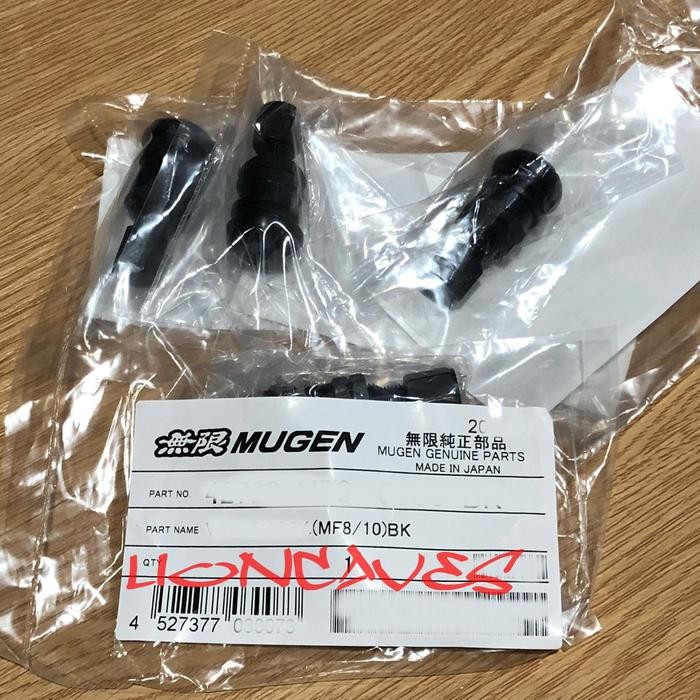 無限 MUGEN
無限純正部品
MUGEN GENUINE PARTS
MADE IN JAPAN
PART NO
PART NAME (MF8/10)BK
QTY 1
LIONCAVES
4 527377